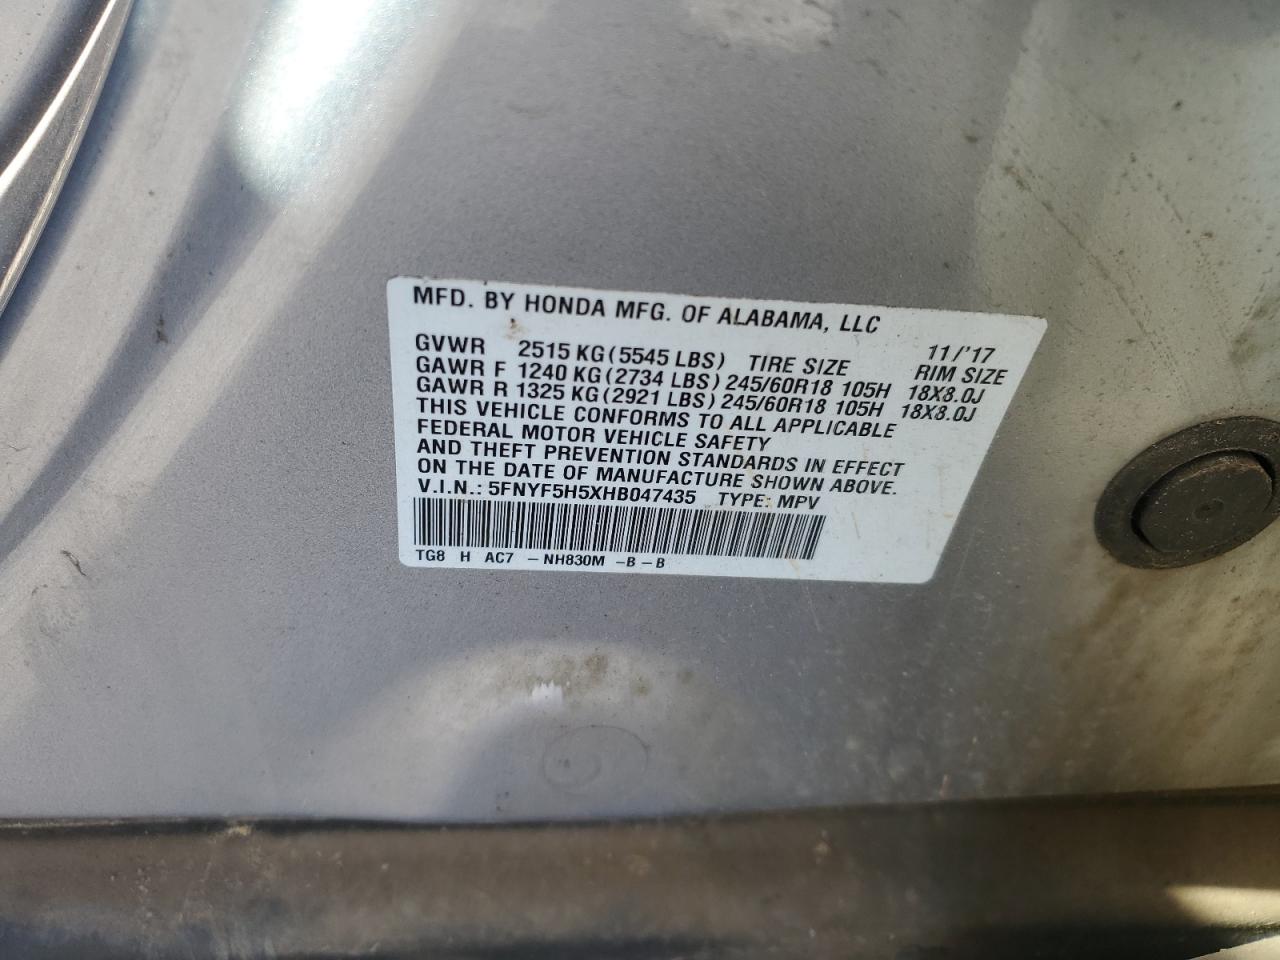 MFD. BY HONDA MFG. OF ALABAMA, LLC
11/'17
GVWR 2515 KG (5545 LBS) TIRE SIZE RIM SIZE
GAWR F 1240 KG (2734 LBS) 245/60R18 105H 18X8.0J
GAWR R 1325 KG (2921 LBS) 245/60R18 105H 18X8.0J
THIS VEHICLE CONFORMS TO ALL APPLICABLE
FEDERAL MOTOR VEHICLE SAFETY
AND THEFT PREVENTION STANDARDS IN EFFECT
ON THE DATE OF MANUFACTURE SHOWN ABOVE.
V.I.N.: 5FNYF5H5XHB047435 TYPE: MPV
TG8 H AC7 - NH830M - B - B